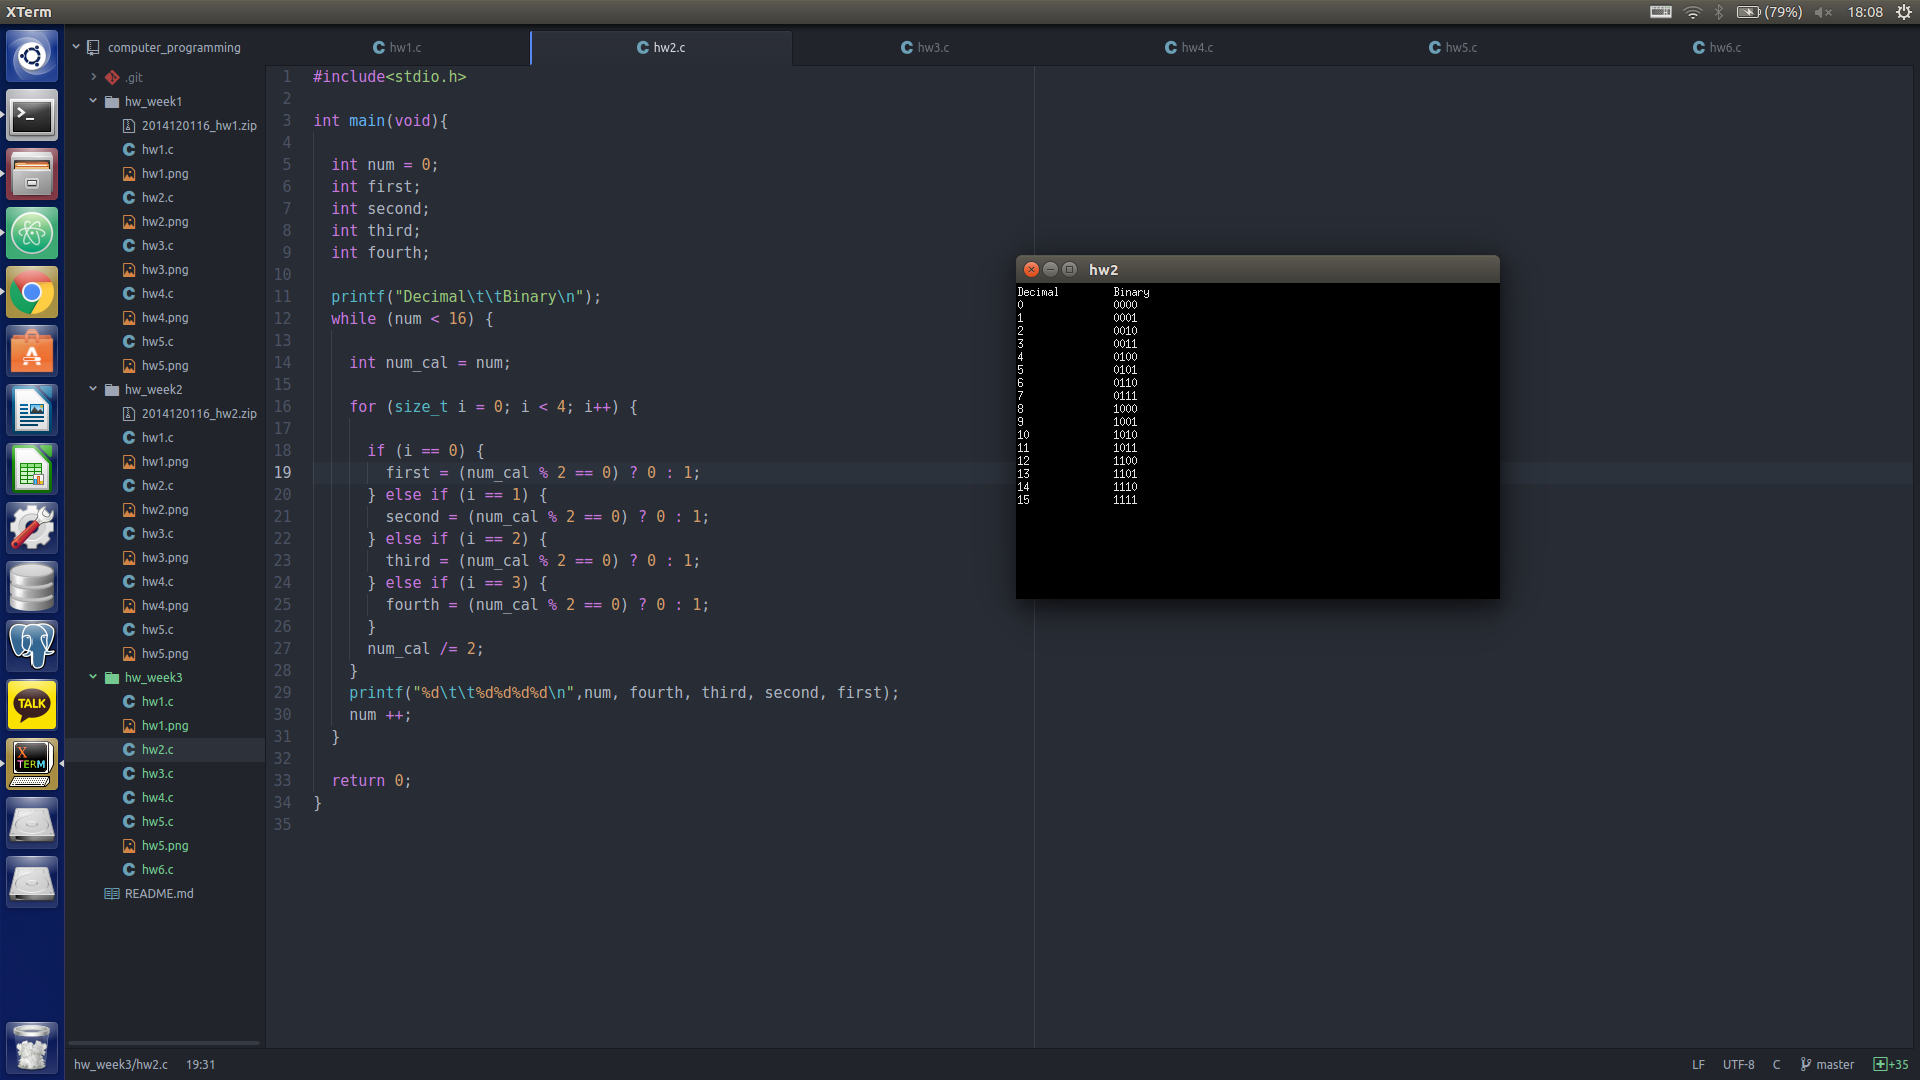 XTerm
(79%)
18:08
computer_programming
.git
hw_week1
2014120116_hw1.zip
hw1.c
hw1.png
hw2.c
hw2.png
hw3.c
hw3.png
hw4.c
hw4.png
hw5.c
hw5.png
hw_week2
2014120116_hw2.zip
hw1.c
hw1.png
hw2.c
hw2.png
hw3.c
hw3.png
hw4.c
hw4.png
hw5.c
hw5.png
hw_week3
hw1.c
hw1.png
hw2.c
hw3.c
hw4.c
hw5.c
hw5.png
hw6.c
README.md
TALK
X
TERM
hw1.c
hw2.c
hw3.c
hw4.c
hw5.c
hw6.c
1 #include<stdio.h>
2
3 int main(void){
4
5 int num = 0;
6 int first;
7 int second;
8 int third;
9 int fourth;
10
11 printf("Decimal\t\tBinary\n");
12 while (num < 16) {
13
14 int num_cal = num;
15
16 for (size_t i = 0; i < 4; i++) {
17
18 if (i == 0) {
19 first = (num_cal % 2 == 0) ? 0 : 1;
20 } else if (i == 1) {
21 second = (num_cal % 2 == 0) ? 0 : 1;
22 } else if (i == 2) {
23 third = (num_cal % 2 == 0) ? 0 : 1;
24 } else if (i == 3) {
25 fourth = (num_cal % 2 == 0) ? 0 : 1;
26 }
27 num_cal /= 2;
28 }
29 printf("%d\t\t%d%d%d%d\n",num, fourth, third, second, first);
30 num ++;
31 }
32
33 return 0;
34 }
35
hw2
Decimal Binary
0 0000
1 0001
2 0010
3 0011
4 0100
5 0101
6 0110
7 0111
8 1000
9 1001
10 1010
11 1011
12 1100
13 1101
14 1110
15 1111
hw_week3/hw2.c 19:31
LF UTF-8 C master +35